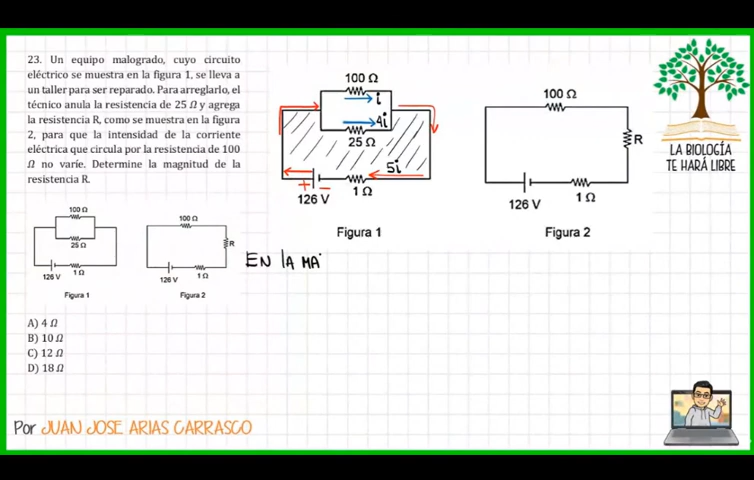 23. Un equipo malogrado, cuyo circuito
eléctrico se muestra en la figura 1, se lleva a
un taller para ser reparado. Para arreglarlo, el
técnico anula la resistencia de 25 Ω y agrega
la resistencia R, como se muestra en la figura
2, para que la intensidad de la corriente
eléctrica que circula por la resistencia de 100
Ω no varíe. Determine la magnitud de la
resistencia R.
100 Ω
25 Ω
126 V
1 Ω
Figura 1
100 Ω
R
126 V
1 Ω
Figura 2
A) 4 Ω
B) 10 Ω
C) 12 Ω
D) 18 Ω
100 Ω
i
4i
25 Ω
5i
+ −
126 V
1 Ω
Figura 1
100 Ω
R
126 V
1 Ω
Figura 2
EN LA MA
LA BIOLOGÍA
TE HARÁ LIBRE
Por JUAN JOSE ARIAS CARRASCO